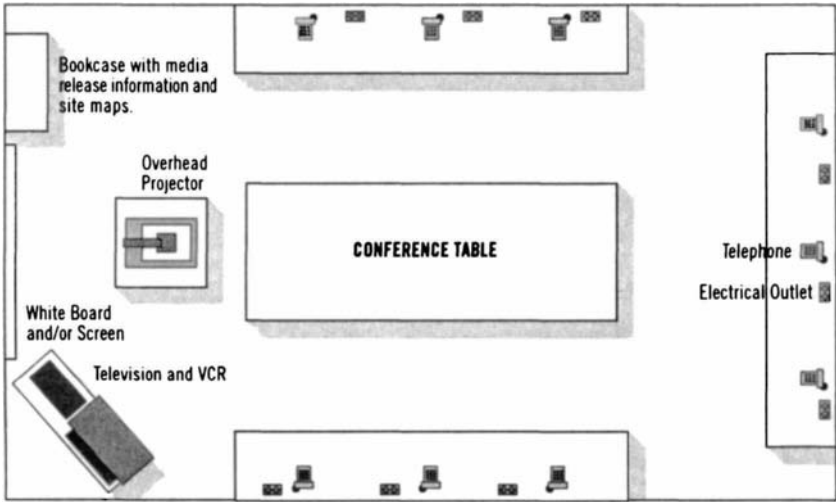 Bookcase with media
release information and
site maps.
Overhead
Projector
CONFERENCE TABLE
Telephone
Electrical Outlet
White Board
and/or Screen
Television and VCR